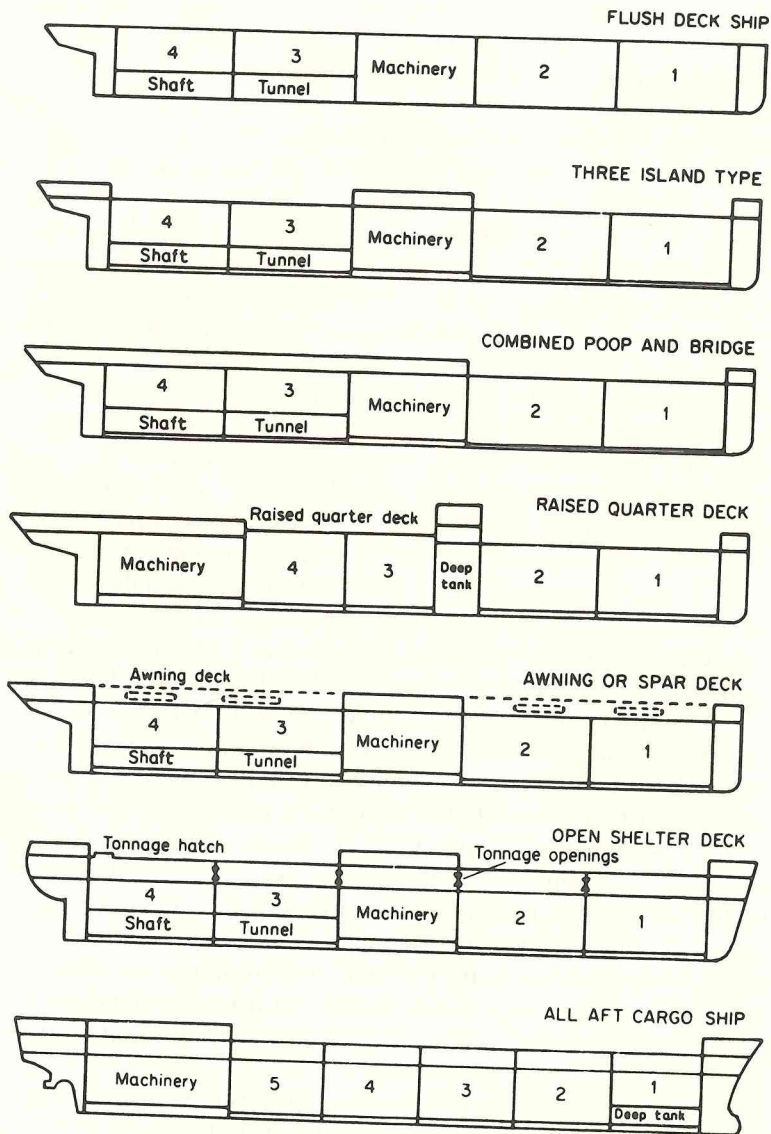 FLUSH DECK SHIP
4 3 Machinery 2 1
Shaft Tunnel
THREE ISLAND TYPE
4 3 Machinery 2 1
Shaft Tunnel
COMBINED POOP AND BRIDGE
4 3 Machinery 2 1
Shaft Tunnel
RAISED QUARTER DECK
Raised quarter deck
Machinery 4 3 Deep tank 2 1
AWNING OR SPAR DECK
Awning deck
4 3 Machinery 2 1
Shaft Tunnel
OPEN SHELTER DECK
Tonnage hatch
Tonnage openings
4 3 Machinery 2 1
Shaft Tunnel
ALL AFT CARGO SHIP
Machinery 5 4 3 2 1
Deep tank